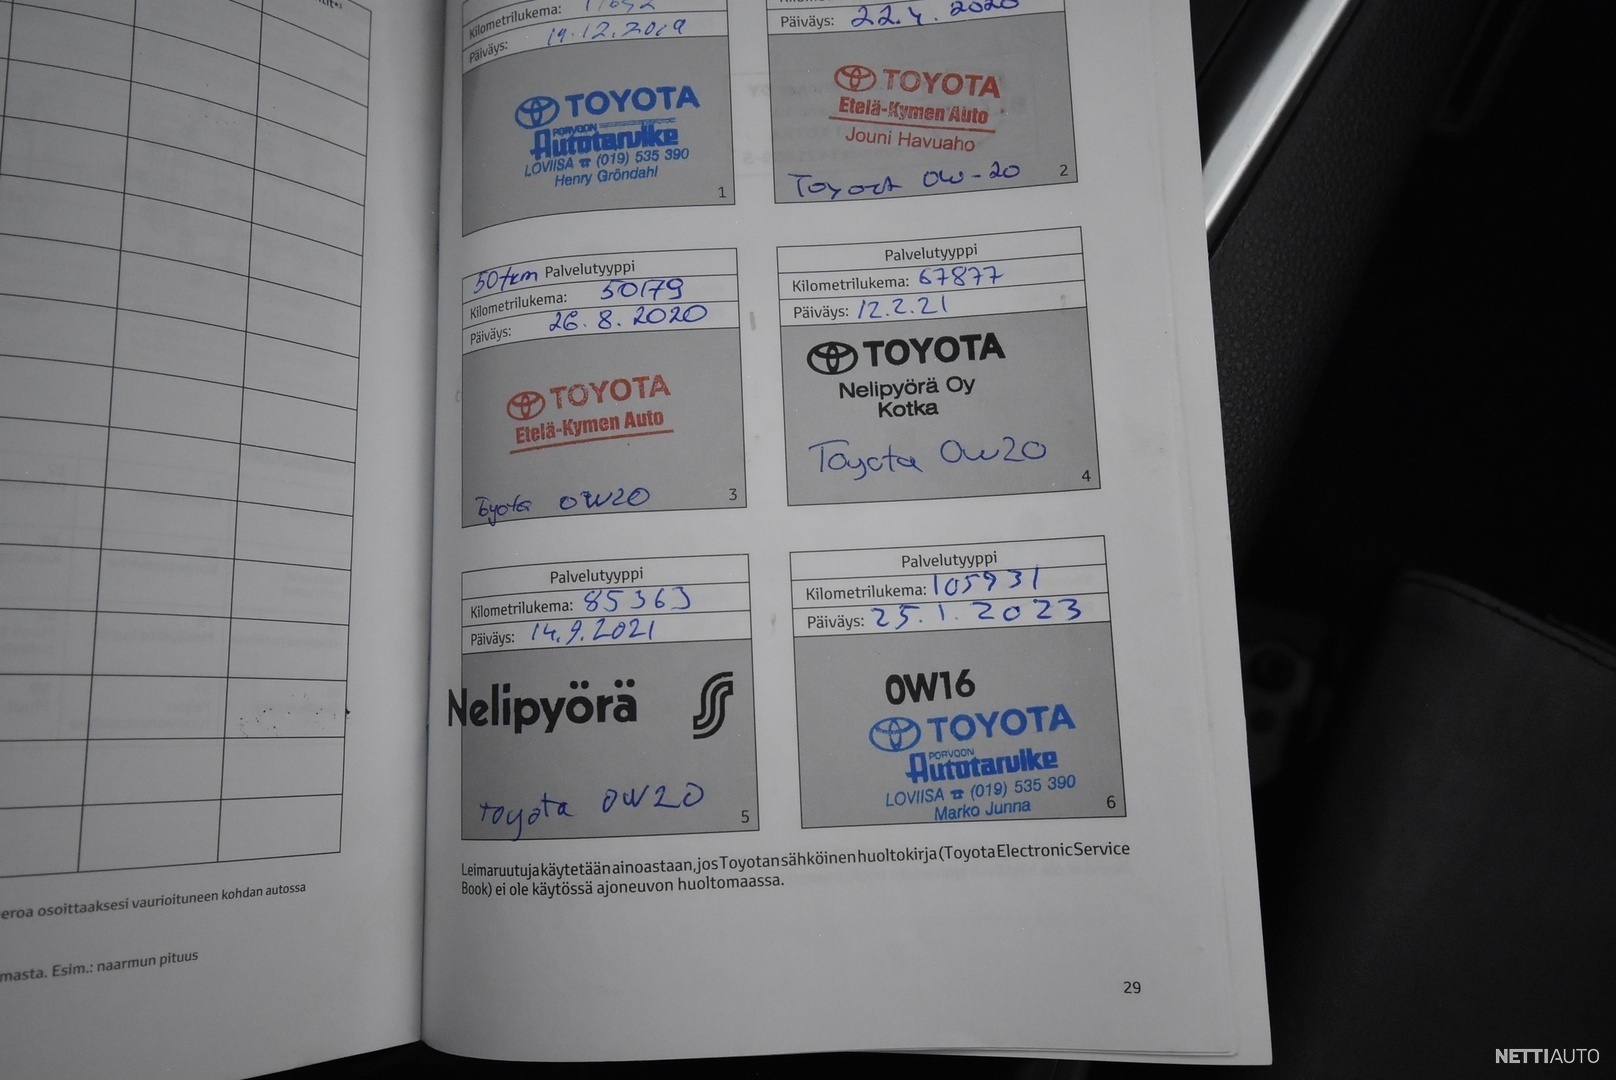 Kilometrilukema:
Päiväys: 19.12.2019
TOYOTA
PORVOON
Autotarvike
LOVIISA ☎ (019) 535 390
Henry Gröndahl
1
Päiväys: 22.4.2020
TOYOTA
Etelä-Kymen Auto
Jouni Havuaho
Toyota 0W-20
2
50tkm Palvelutyyppi
Kilometrilukema: 50179
Päiväys: 26.8.2020
TOYOTA
Etelä-Kymen Auto
Toyota 0W20
3
Palvelutyyppi
Kilometrilukema: 67877
Päiväys: 12.2.21
TOYOTA
Nelipyörä Oy
Kotka
Toyota 0W20
4
Palvelutyyppi
Kilometrilukema: 85363
Päiväys: 14.9.2021
Nelipyörä
Toyota 0W20
5
Palvelutyyppi
Kilometrilukema: 105931
Päiväys: 25.1.2023
0W16
TOYOTA
PORVOON
Autotarvike
LOVIISA ☎ (019) 535 390
Marko Junna
6
Leimaruutuja käytetään ainoastaan, jos Toyotan sähköinen huoltokirja (Toyota Electronic Service
Book) ei ole käytössä ajoneuvon huoltomaassa.
29
eroa osoittaaksesi vaurioituneen kohdan autossa
masta. Esim.: naarmun pituus
NETTIAUTO